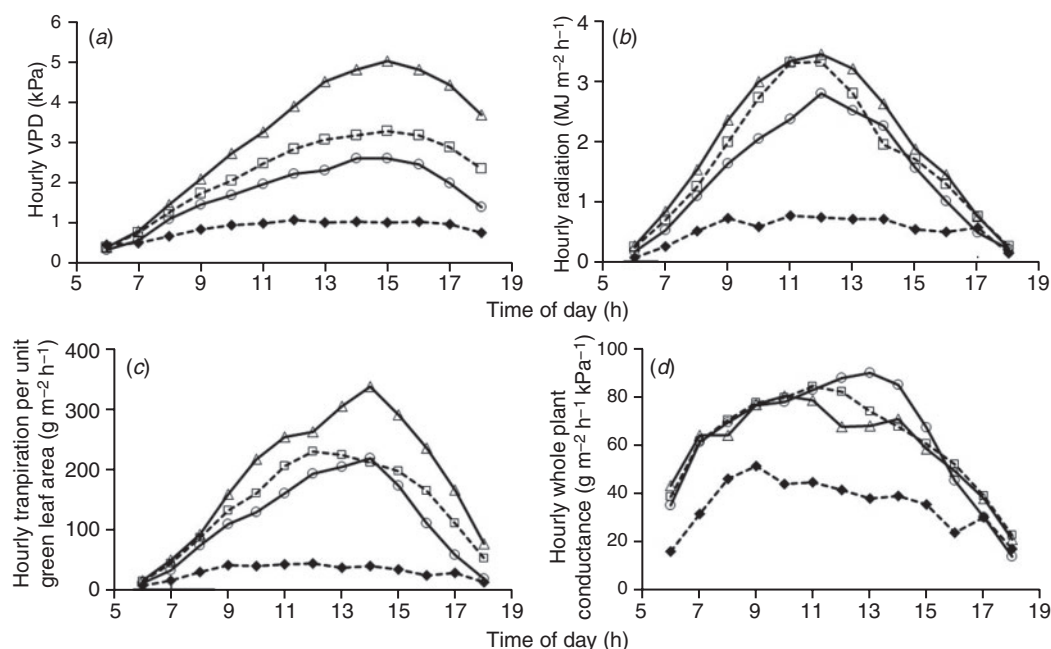 (a)
Hourly VPD (kPa)
6
5
4
3
2
1
0
5 7 9 11 13 15 17 19
(b)
Hourly radiation (MJ m–2 h–1)
4
3
2
1
0
5 7 9 11 13 15 17 19
Time of day (h)
(c)
Hourly tranpiration per unit
green leaf area (g m–2 h–1)
400
300
200
100
0
5 7 9 11 13 15 17 19
(d)
Hourly whole plant
conductance (g m–2 h–1 kPa–1)
100
80
60
40
20
0
5 7 9 11 13 15 17 19
Time of day (h)